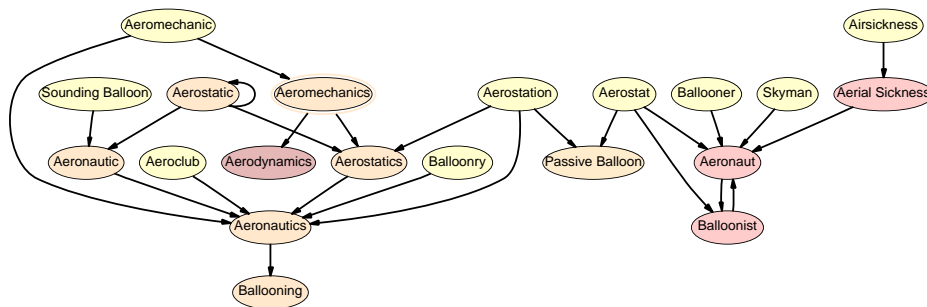 Aeromechanic
Airsickness
Sounding Balloon
Aerostatic
Aeromechanics
Aerostation
Aerostat
Ballooner
Skyman
Aerial Sickness
Aeronautic
Aeroclub
Aerodynamics
Aerostatics
Balloonry
Passive Balloon
Aeronaut
Aeronautics
Balloonist
Ballooning